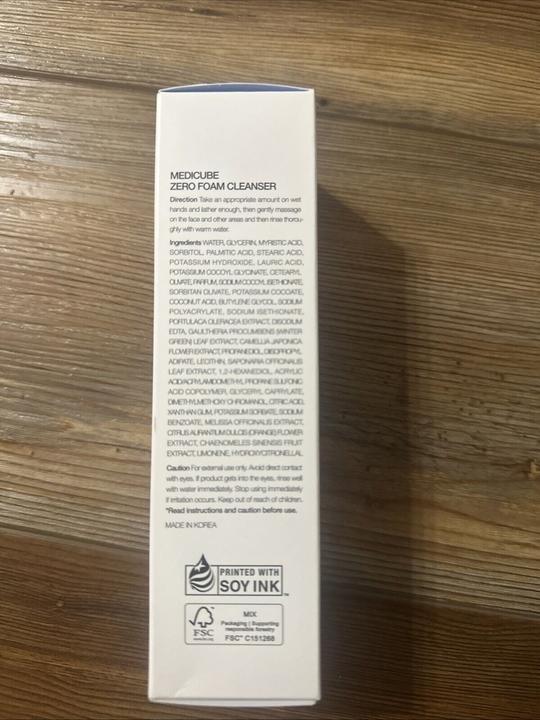 MEDICUBE
ZERO FOAM CLEANSER
Direction Take an appropriate amount on wet
hands and lather enough, then gently massage
on the face and other areas and then rinse thorou-
ghly with warm water.
Ingredients WATER, GLYCERIN, MYRISTIC ACID,
SORBITOL, PALMITIC ACID, STEARIC ACID,
POTASSIUM HYDROXIDE, LAURIC ACID,
POTASSIUM COCOYL GLYCINATE, CETEARYL
OLIVATE, PARFUM, SODIUM COCOYL ISETHIONATE,
SORBITAN OLIVATE, POTASSIUM COCOATE,
COCONUT ACID, BUTYLENE GLYCOL, SODIUM
POLYACRYLATE, SODIUM ISETHIONATE,
PORTULACA OLERACEA EXTRACT, DISODIUM
EDTA, GAULTHERIA PROCUMBENS (WINTER
GREEN) LEAF EXTRACT, CAMELLIA JAPONICA
FLOWER EXTRACT, PROPANEDIOL, DIISOPROPYL
ADIPATE, LECITHIN, SAPONARIA OFFICINALIS
LEAF EXTRACT, 1,2-HEXANEDIOL, ACRYLIC
ACID/ACRYLAMIDOMETHYL PROPANE SULFONIC
ACID COPOLYMER, GLYCERYL CAPRYLATE,
DIMETHYLMETHOXY CHROMANOL, CITRIC ACID,
XANTHAN GUM, POTASSIUM SORBATE, SODIUM
BENZOATE, MELISSA OFFICINALIS EXTRACT,
CITRUS AURANTIUM DULCIS (ORANGE) FLOWER
EXTRACT, CHAENOMELES SINENSIS FRUIT
EXTRACT, LIMONENE, HYDROXYCITRONELLAL
Caution For external use only. Avoid direct contact
with eyes. If product gets into the eyes, rinse well
with water immediately. Stop using immediately
if irritation occurs. Keep out of reach of children.
*Read instructions and caution before use.
MADE IN KOREA
PRINTED WITH
SOY INK™
FSC
MIX
Packaging | Supporting
responsible forestry
FSC® C151268